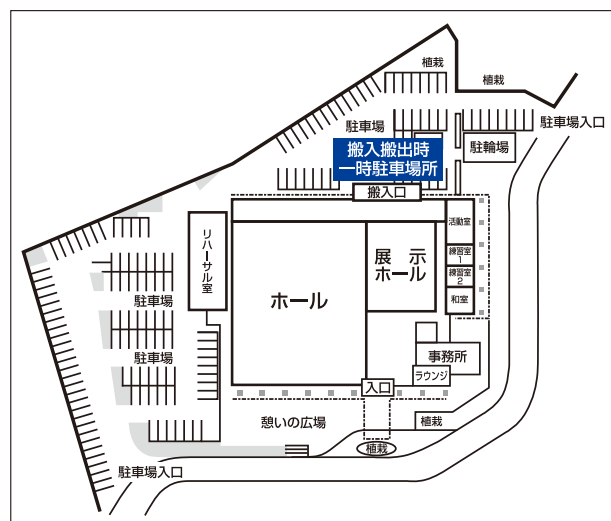 植栽
植栽
駐車場
駐車場入口
搬入搬出時
一時駐車場所
駐輪場
搬入口
活動室
リハーサル室
展 示
ホール
練習室
1
練習室
2
ホール
和室
駐車場
駐車場
事務所
ラウンジ
入口
憩いの広場
植栽
植栽
駐車場入口